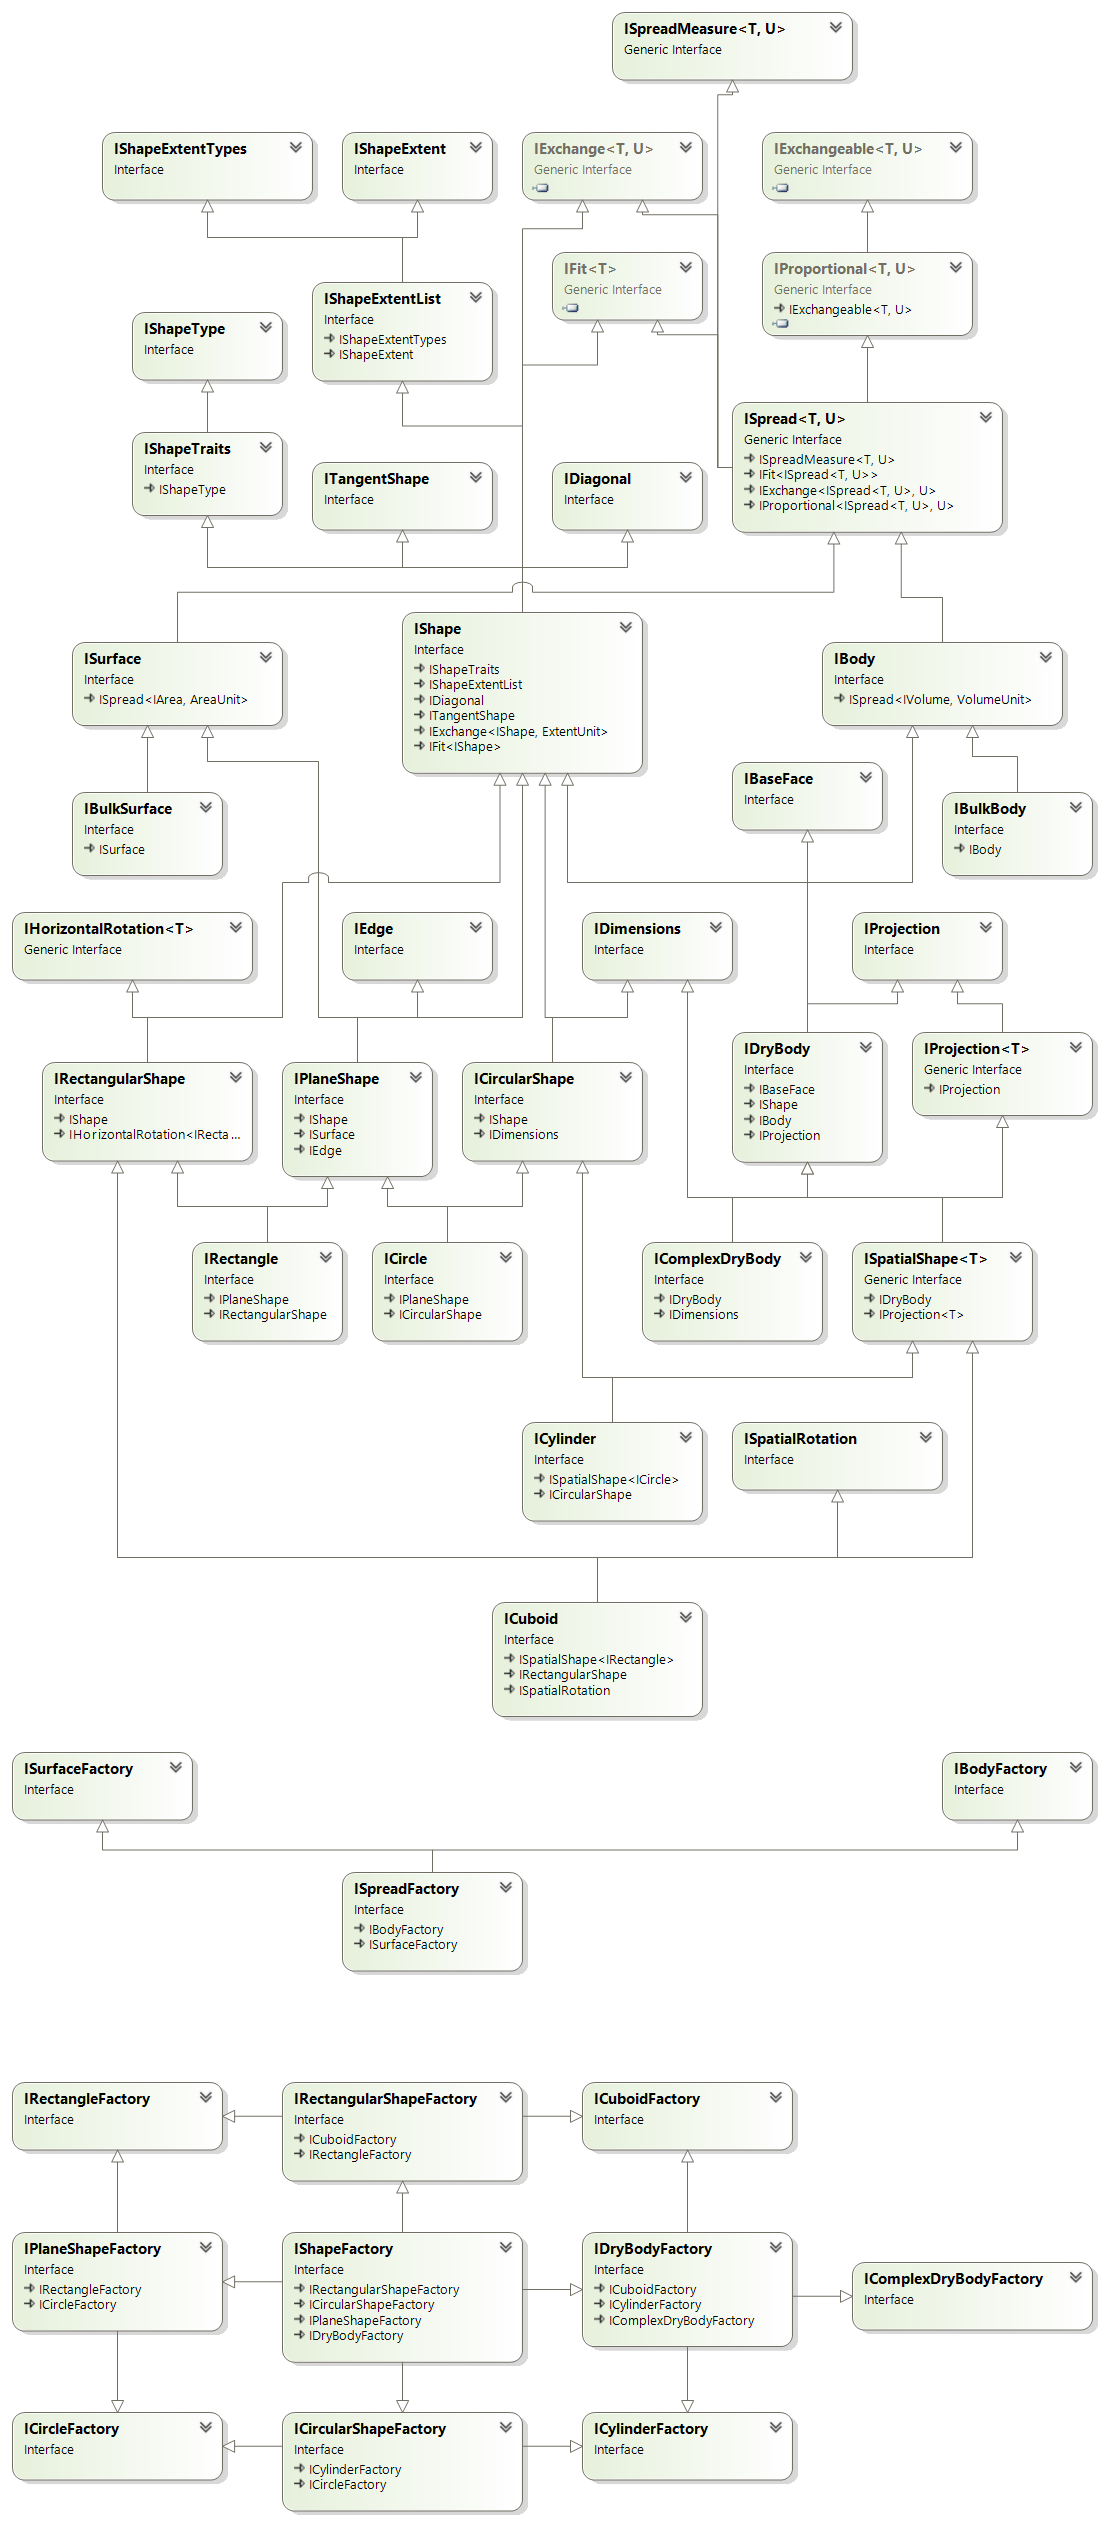 ISpreadMeasure<T, U>
Generic Interface
IShapeExtentTypes
Interface
IShapeExtent
Interface
IExchange<T, U>
Generic Interface
IExchangeable<T, U>
Generic Interface
IFit<T>
Generic Interface
IProportional<T, U>
Generic Interface
IExchangeable<T, U>
IShapeExtentList
Interface
IShapeExtentTypes
IShapeExtent
IShapeType
Interface
ISpread<T, U>
Generic Interface
ISpreadMeasure<T, U>
IFit<ISpread<T, U>>
IExchange<ISpread<T, U>, U>
IProportional<ISpread<T, U>, U>
IShapeTraits
Interface
IShapeType
ITangentShape
Interface
IDiagonal
Interface
IShape
Interface
IShapeTraits
IShapeExtentList
IDiagonal
ITangentShape
IExchange<IShape, ExtentUnit>
IFit<IShape>
ISurface
Interface
ISpread<IArea, AreaUnit>
IBody
Interface
ISpread<IVolume, VolumeUnit>
IBaseFace
Interface
IBulkSurface
Interface
ISurface
IBulkBody
Interface
IBody
IHorizontalRotation<T>
Generic Interface
IEdge
Interface
IDimensions
Interface
IProjection
Interface
IDryBody
Interface
IBaseFace
IShape
IBody
IProjection
IProjection<T>
Generic Interface
IProjection
IRectangularShape
Interface
IShape
IHorizontalRotation<IRecta...
IPlaneShape
Interface
IShape
ISurface
IEdge
ICircularShape
Interface
IShape
IDimensions
IRectangle
Interface
IPlaneShape
IRectangularShape
ICircle
Interface
IPlaneShape
ICircularShape
IComplexDryBody
Interface
IDryBody
IDimensions
ISpatialShape<T>
Generic Interface
IDryBody
IProjection<T>
ICylinder
Interface
ISpatialShape<ICircle>
ICircularShape
ISpatialRotation
Interface
ICuboid
Interface
ISpatialShape<IRectangle>
IRectangularShape
ISpatialRotation
ISurfaceFactory
Interface
IBodyFactory
Interface
ISpreadFactory
Interface
IBodyFactory
ISurfaceFactory
IRectangleFactory
Interface
IRectangularShapeFactory
Interface
ICuboidFactory
IRectangleFactory
ICuboidFactory
Interface
IPlaneShapeFactory
Interface
IRectangleFactory
ICircleFactory
IShapeFactory
Interface
IRectangularShapeFactory
ICircularShapeFactory
IPlaneShapeFactory
IDryBodyFactory
IDryBodyFactory
Interface
ICuboidFactory
ICylinderFactory
IComplexDryBodyFactory
IComplexDryBodyFactory
Interface
ICircleFactory
Interface
ICircularShapeFactory
Interface
ICylinderFactory
ICircleFactory
ICylinderFactory
Interface